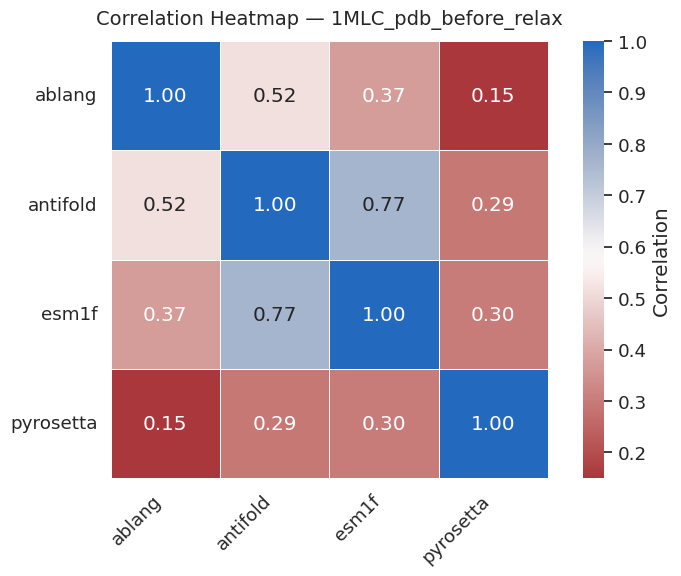 Correlation Heatmap — 1MLC_pdb_before_relax
ablang 1.00 0.52 0.37 0.15
antifold 0.52 1.00 0.77 0.29
esm1f 0.37 0.77 1.00 0.30
pyrosetta 0.15 0.29 0.30 1.00
ablang antifold esm1f pyrosetta
1.0
0.9
0.8
0.7
0.6
0.5
0.4
0.3
0.2
Correlation